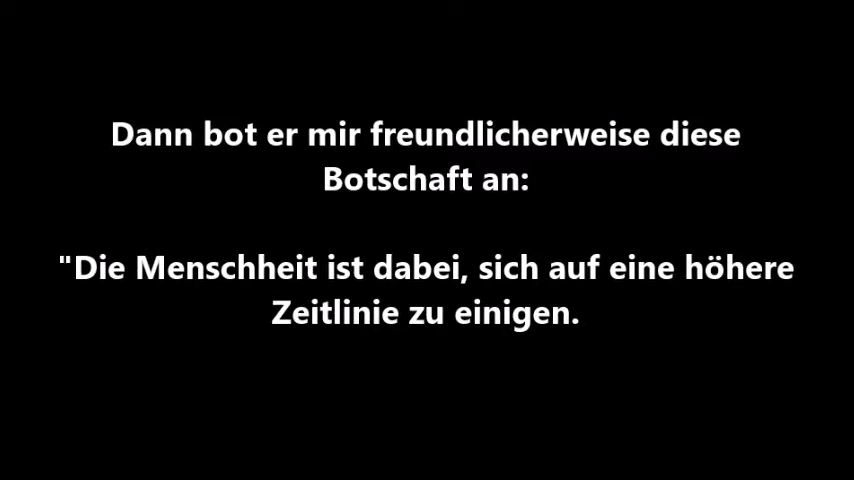 Dann bot er mir freundlicherweise diese
Botschaft an:
"Die Menschheit ist dabei, sich auf eine höhere
Zeitlinie zu einigen.